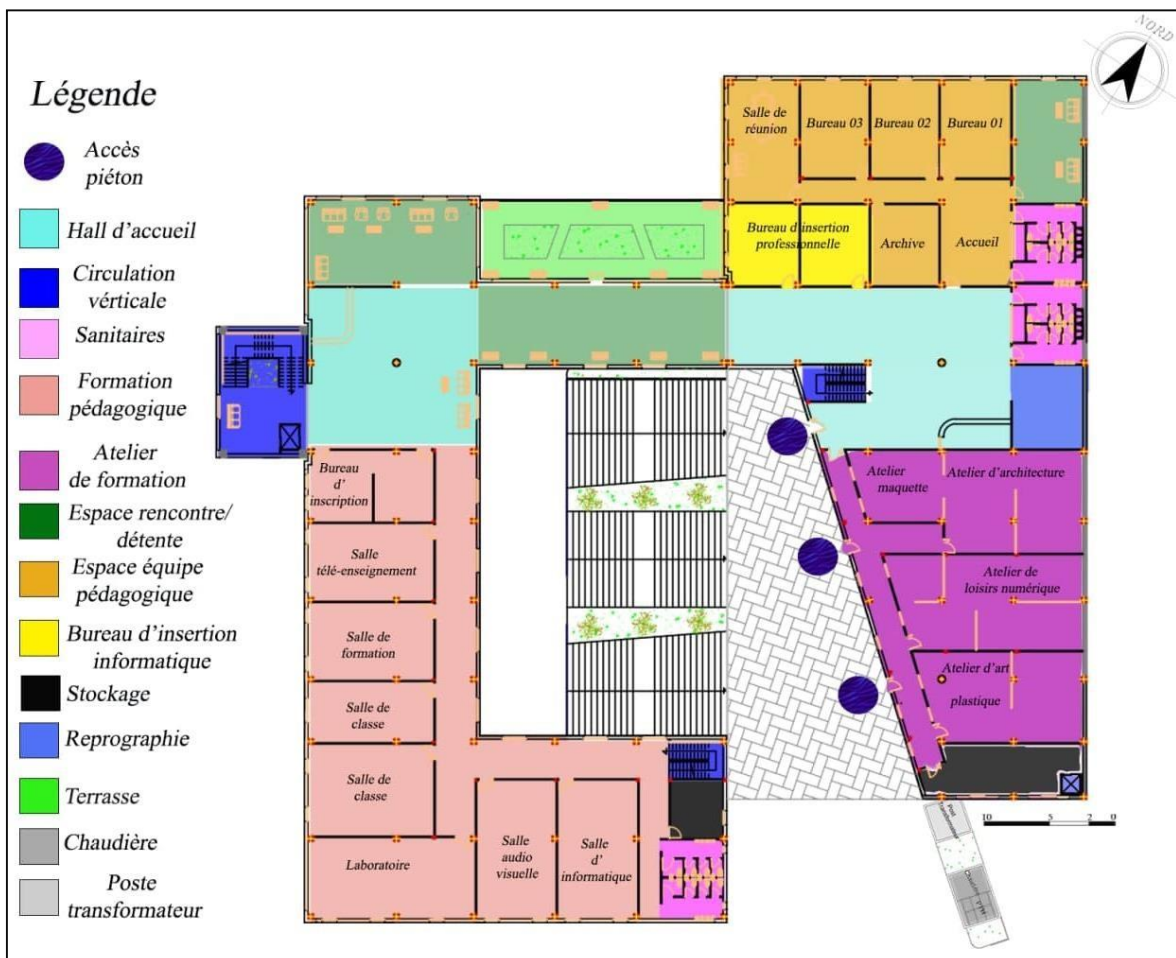 NORD
Légende
Accès
piéton
Hall d'accueil
Circulation
vérticale
Sanitaires
Formation
pédagogique
Atelier
de formation
Espace rencontre/
détente
Espace équipe
pédagogique
Bureau d'insertion
informatique
Stockage
Reprographie
Terrasse
Chaudière
Poste
transformateur
Salle de
réunion
Bureau 03
Bureau 02
Bureau 01
Bureau d'insertion
professionnelle
Archive
Accueil
Bureau
d'
inscription
Salle
télé-enseignement
Salle de
formation
Salle de
classe
Salle de
classe
Laboratoire
Salle
audio
visuelle
Salle
d'
informatique
Atelier
maquette
Atelier d'architecture
Atelier de
loisirs numérique
Atelier d'art
plastique
10 5 2 0